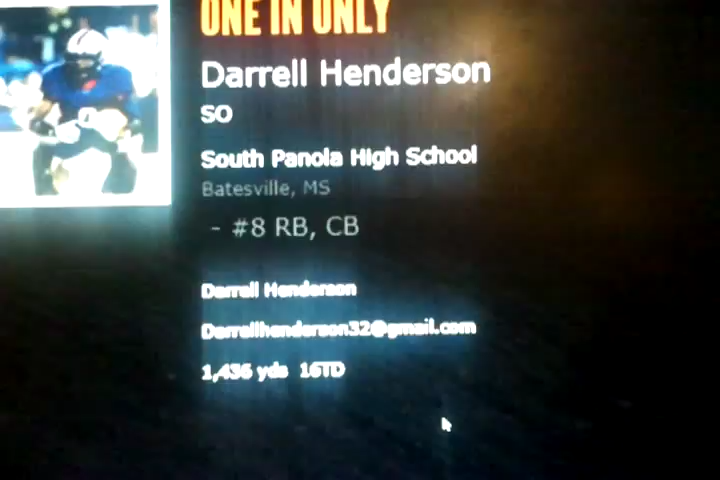 ONE IN ONLY
Darrell Henderson
SO
South Panola High School
Batesville, MS
- #8 RB, CB
Darrell Henderson
Darrellhenderson32@gmail.com
1,436 yds 16TD